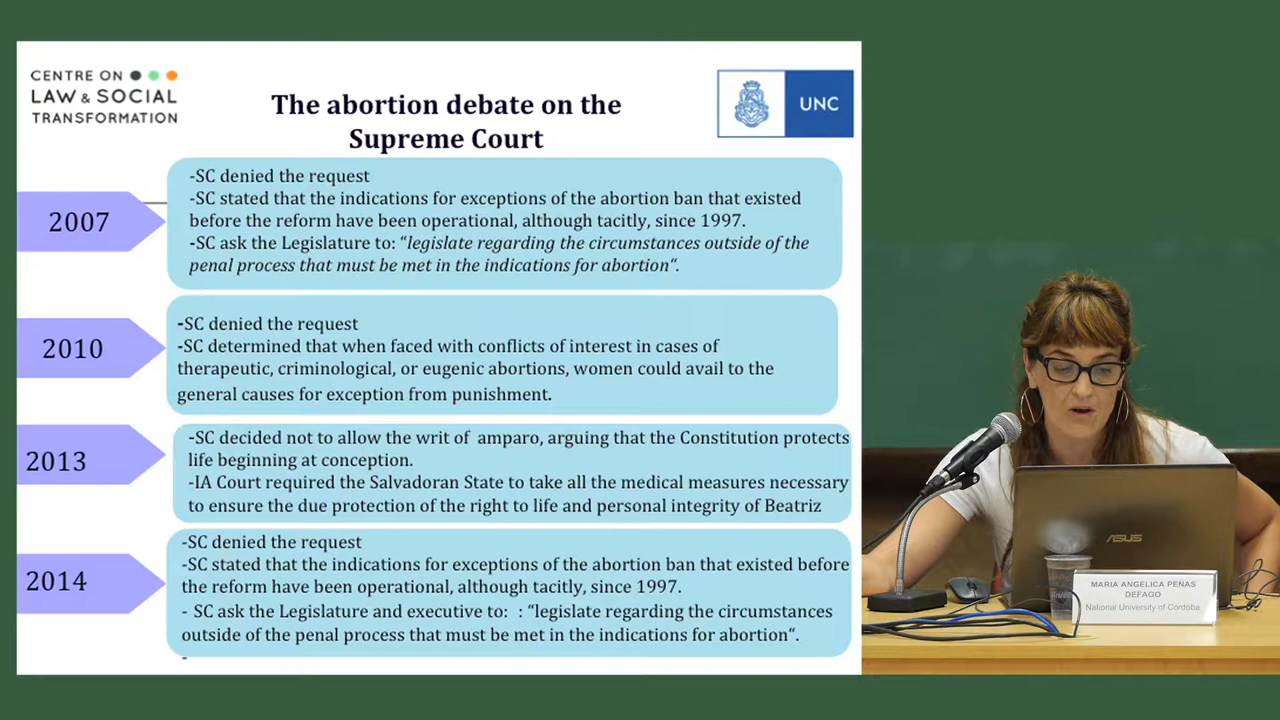 CENTRE ON
LAW & SOCIAL
TRANSFORMATION
The abortion debate on the
Supreme Court
UNC
2007
-SC denied the request
-SC stated that the indications for exceptions of the abortion ban that existed
before the reform have been operational, although tacitly, since 1997.
-SC ask the Legislature to: “legislate regarding the circumstances outside of the
penal process that must be met in the indications for abortion“.
2010
-SC denied the request
-SC determined that when faced with conflicts of interest in cases of
therapeutic, criminological, or eugenic abortions, women could avail to the
general causes for exception from punishment.
2013
-SC decided not to allow the writ of amparo, arguing that the Constitution protects
life beginning at conception.
-IA Court required the Salvadoran State to take all the medical measures necessary
to ensure the due protection of the right to life and personal integrity of Beatriz
2014
-SC denied the request
-SC stated that the indications for exceptions of the abortion ban that existed before
the reform have been operational, although tacitly, since 1997.
- SC ask the Legislature and executive to: : “legislate regarding the circumstances
outside of the penal process that must be met in the indications for abortion“.
-
ASUS
MARIA ANGELICA PEÑAS
DEFAGO
National University of Córdoba